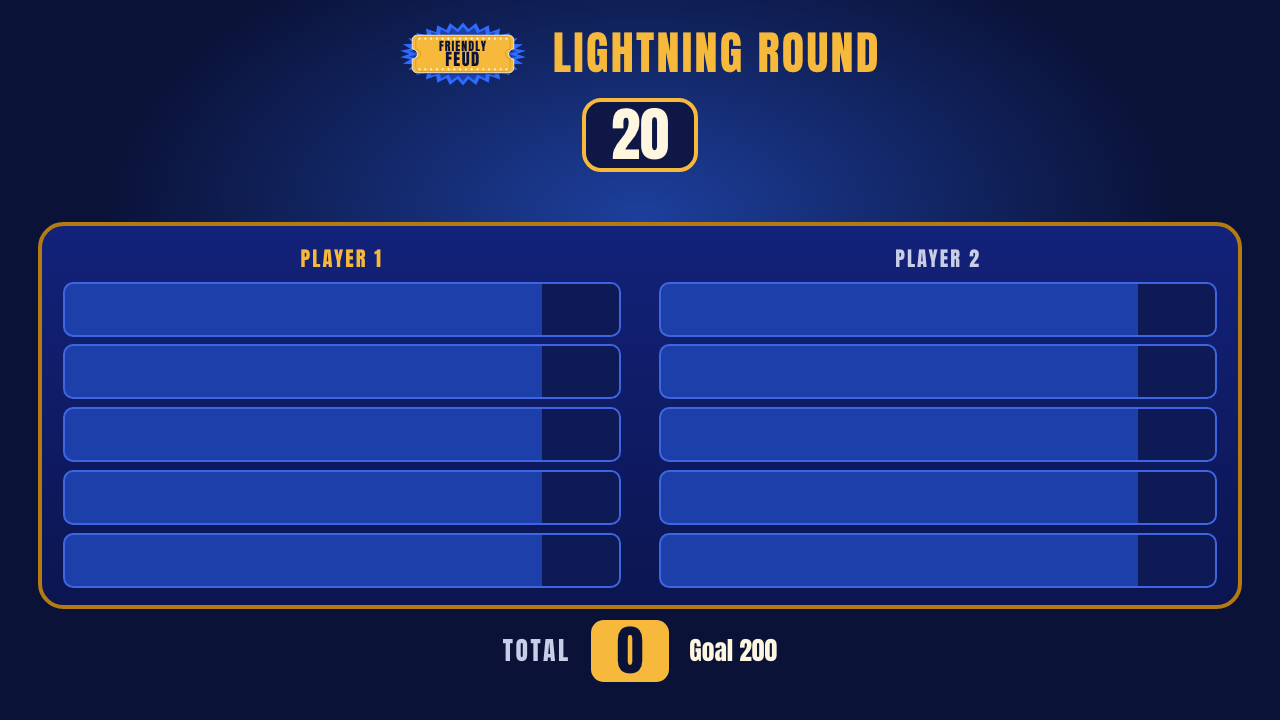 FRIENDLY
FEUD
LIGHTNING ROUND
20
PLAYER 1
PLAYER 2
TOTAL
0
Goal 200